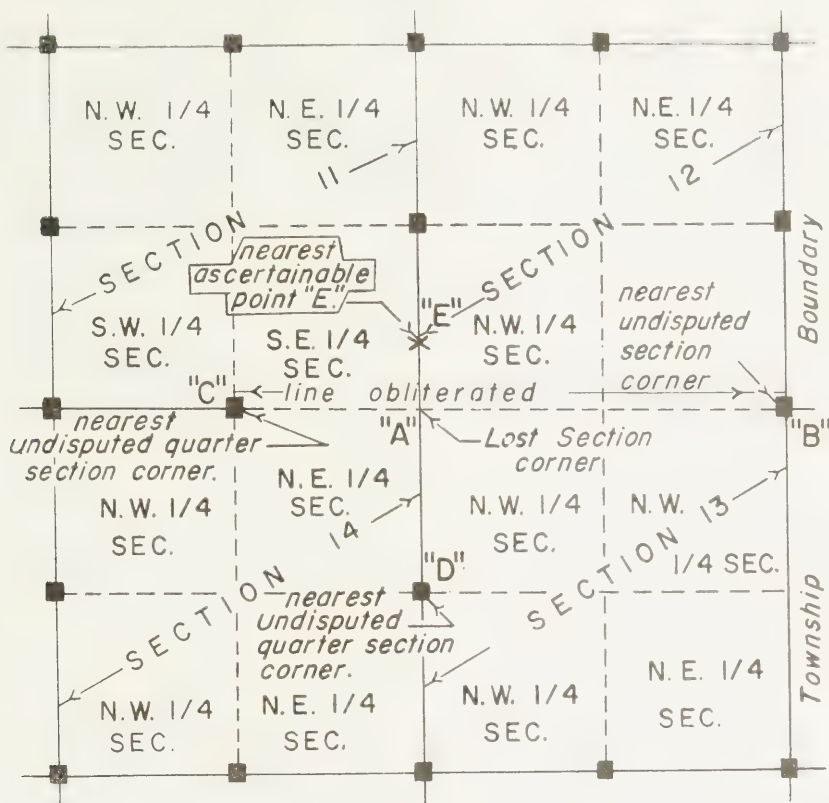 N.W. 1/4
SEC.
N.E. 1/4
SEC.
11
N.W. 1/4
SEC.
N.E. 1/4
SEC.
12
SECTION
nearest
ascertainable
point "E."
"E"
SECTION
nearest
undisputed
section
corner
Boundary
S.W. 1/4
SEC.
S.E. 1/4
SEC.
N.W. 1/4
SEC.
"C"
line obliterated
"A"
"B"
nearest
undisputed quarter
section corner.
Lost Section
corner
N.W. 1/4
SEC.
N.E. 1/4
SEC.
14
N.W. 1/4
SEC.
N.W.
1/4 SEC.
13
SECTION
"D"
nearest
undisputed
quarter section
corner.
SECTION
Township
N.W. 1/4
SEC.
N.E. 1/4
SEC.
N.W. 1/4
SEC.
N.E. 1/4
SEC.